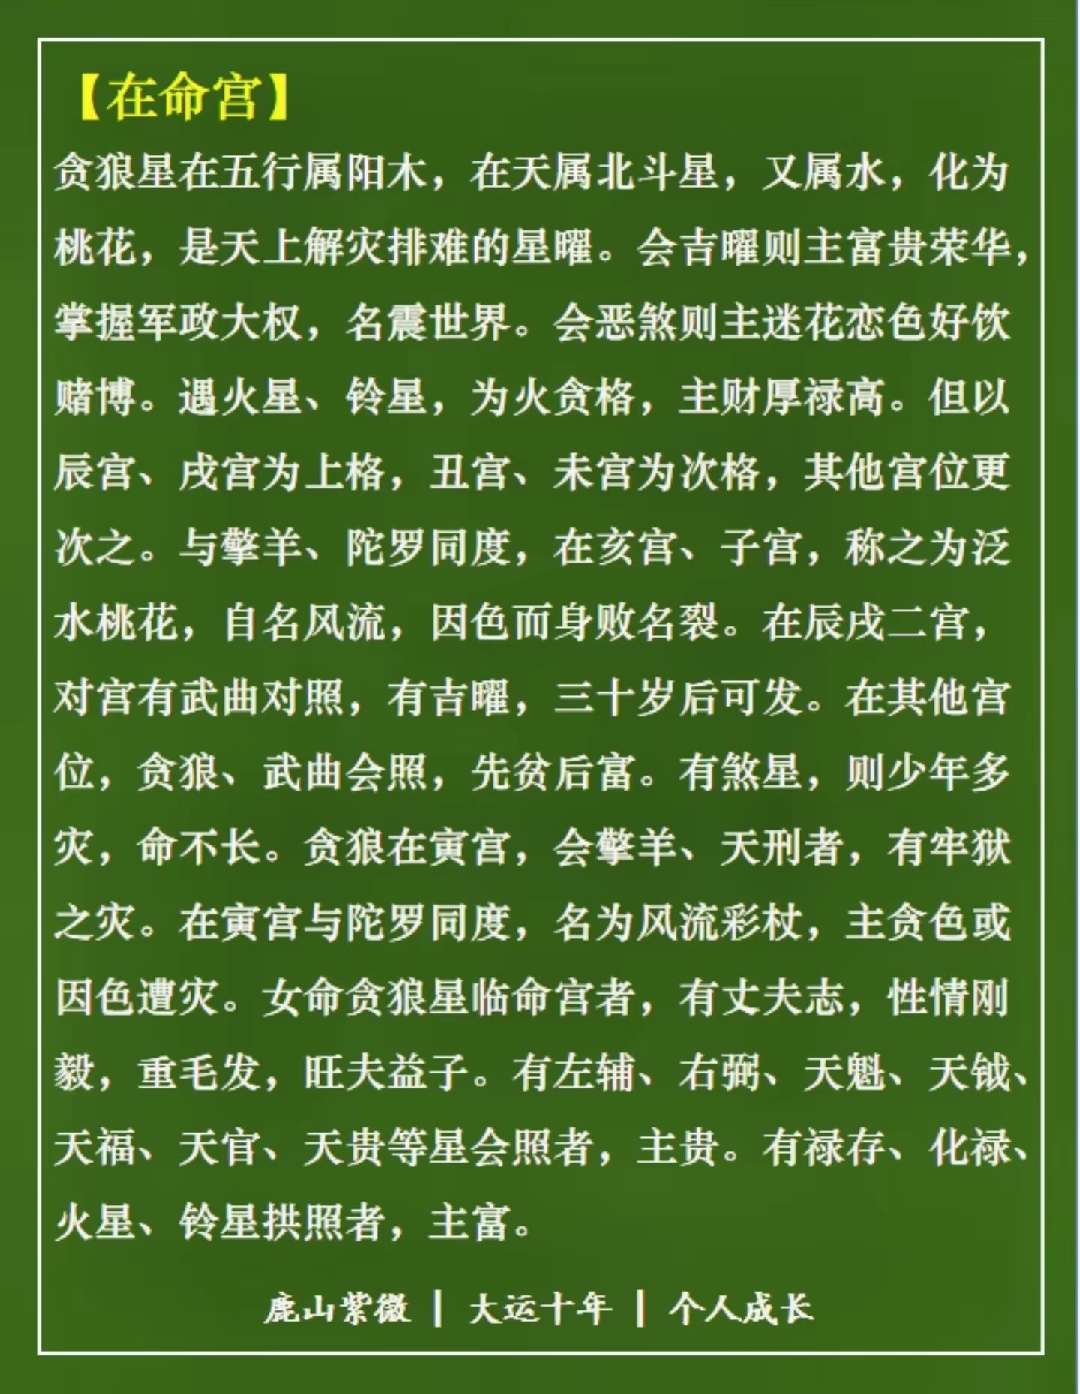 【在命宫】
贪狼星在五行属阳木，在天属北斗星，又属水，化为
桃花，是天上解灾排难的星曜。会吉曜则主富贵荣华，
掌握军政大权，名震世界。会恶煞则主迷花恋色好饮
赌博。遇火星、铃星，为火贪格，主财厚禄高。但以
辰宫、戌宫为上格，丑宫、未宫为次格，其他宫位更
次之。与擎羊、陀罗同度，在亥宫、子宫，称之为泛
水桃花，自名风流，因色而身败名裂。在辰戌二宫，
对宫有武曲对照，有吉曜，三十岁后可发。在其他宫
位，贪狼、武曲会照，先贫后富。有煞星，则少年多
灾，命不长。贪狼在寅宫，会擎羊、天刑者，有牢狱
之灾。在寅宫与陀罗同度，名为风流彩杖，主贪色或
因色遭灾。女命贪狼星临命宫者，有丈夫志，性情刚
毅，重毛发，旺夫益子。有左辅、右弼、天魁、天钺、
天福、天官、天贵等星会照者，主贵。有禄存、化禄、
火星、铃星拱照者，主富。
鹿山紫微 | 大运十年 | 个人成长